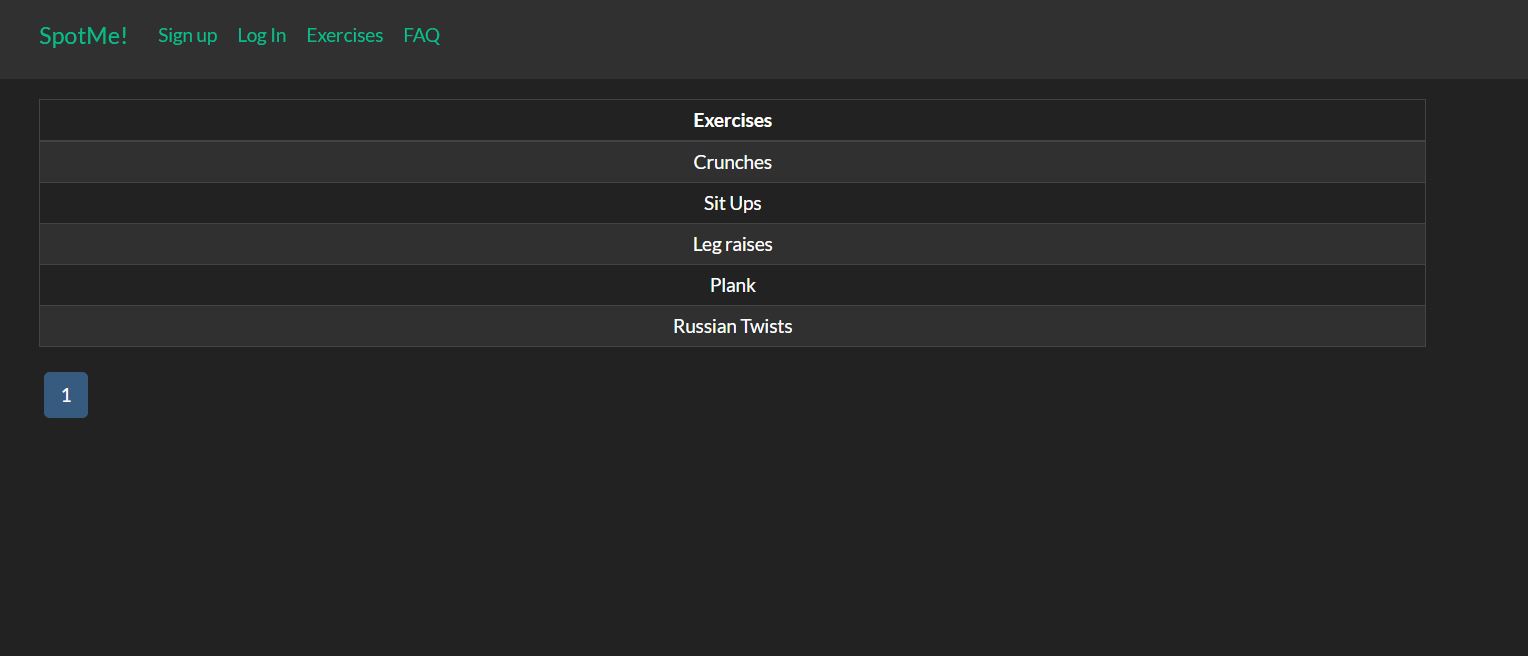 SpotMe! Sign up Log In Exercises FAQ
Exercises
Crunches
Sit Ups
Leg raises
Plank
Russian Twists
1